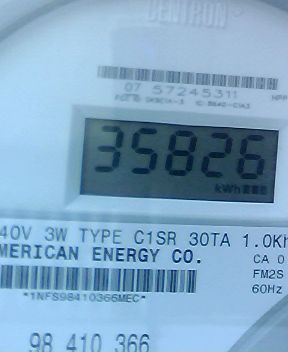 CENTRON
07 57245311
35826
kWh
40V 3W TYPE C1SR 30TA 1.0Kh
MERICAN ENERGY CO.
CA 0
FM2S
*1NFS98410366MEC*
60Hz
98 410 366